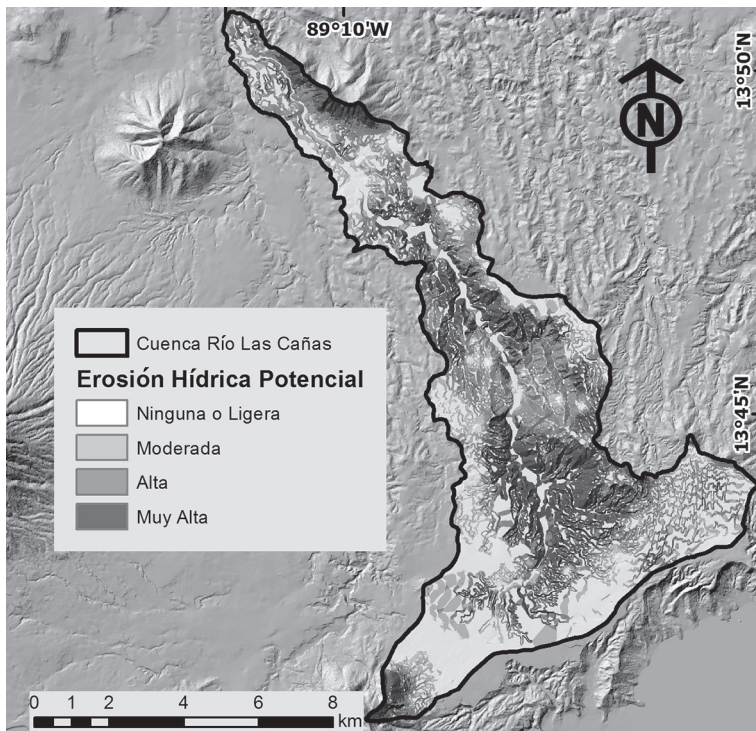 89°10'W
13°50'N
N
Cuenca Río Las Cañas
Erosión Hídrica Potencial
Ninguna o Ligera
Moderada
Alta
Muy Alta
13°45'N
0 1 2 4 6 8
km